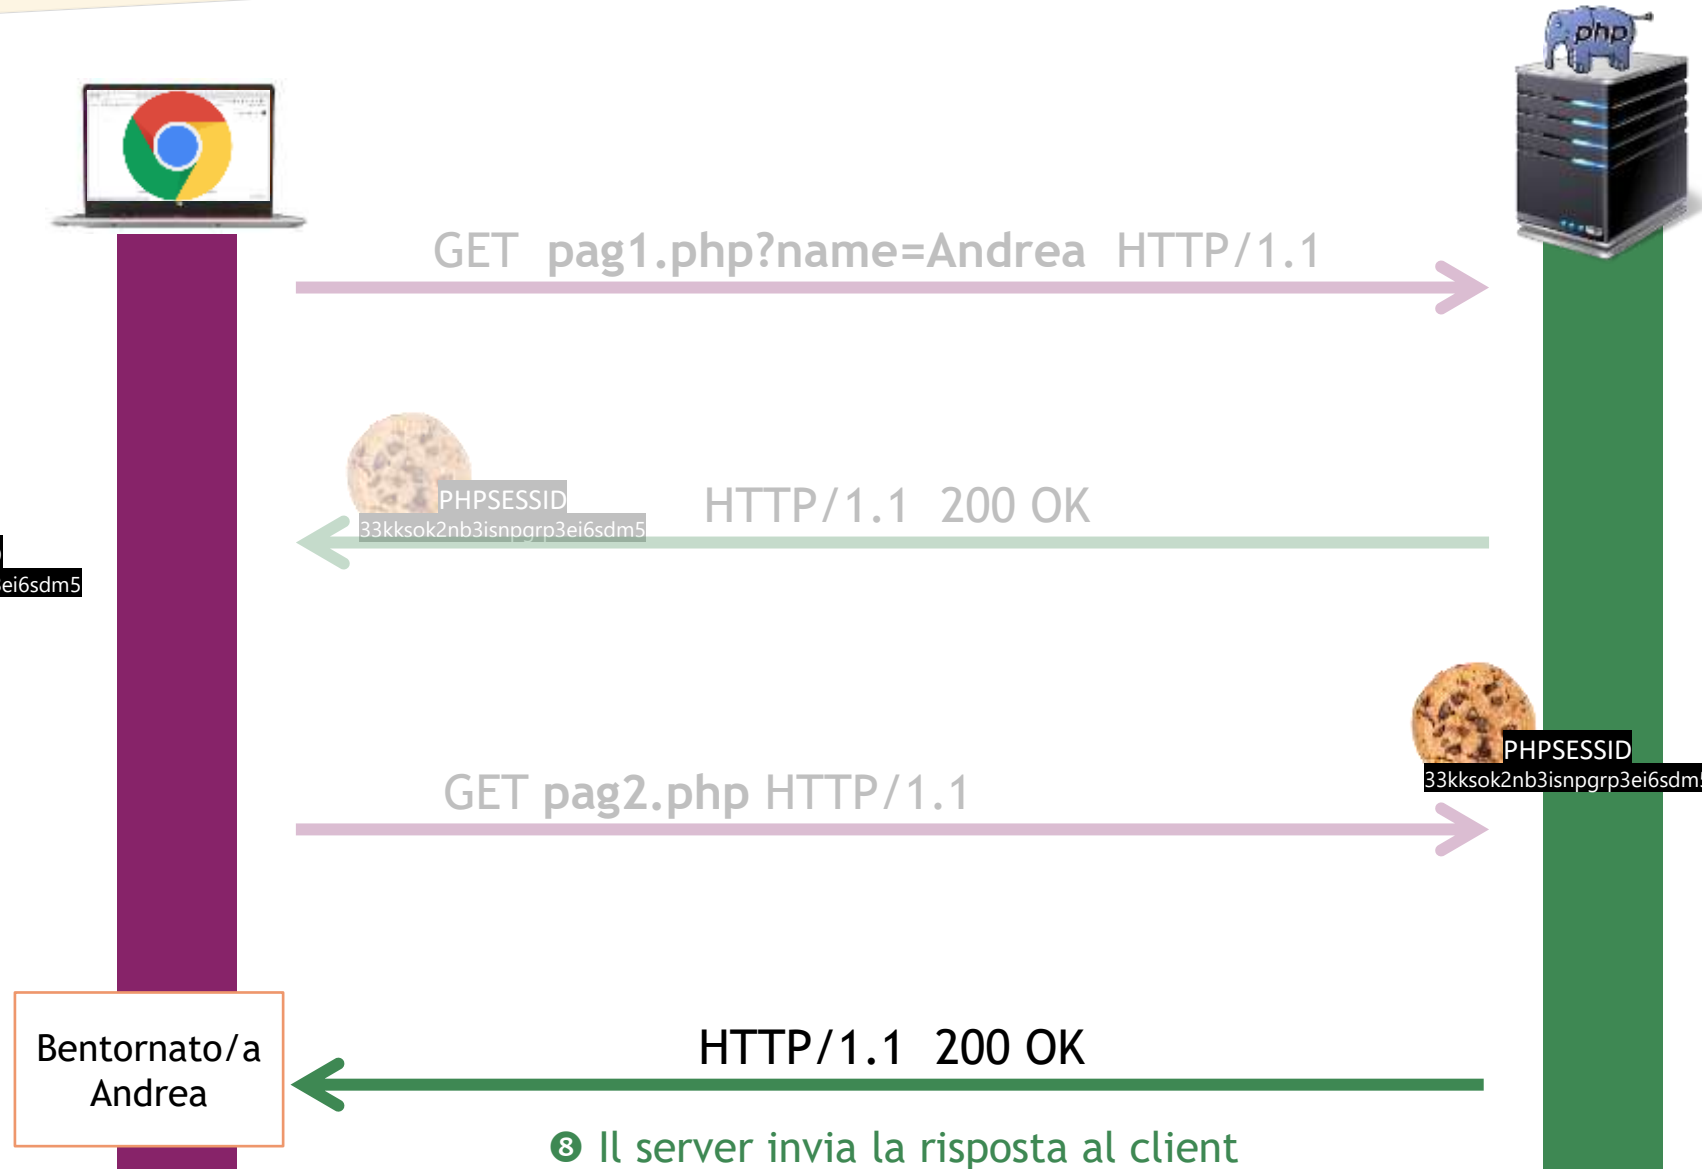 php
GET pag1.php?name=Andrea HTTP/1.1
PHPSESSID
33kksok2nb3isnpgrp3ei6sdm5
HTTP/1.1 200 OK
ei6sdm5
PHPSESSID
33kksok2nb3isnpgrp3ei6sdm5
GET pag2.php HTTP/1.1
Bentornato/a
Andrea
HTTP/1.1 200 OK
❽ Il server invia la risposta al client